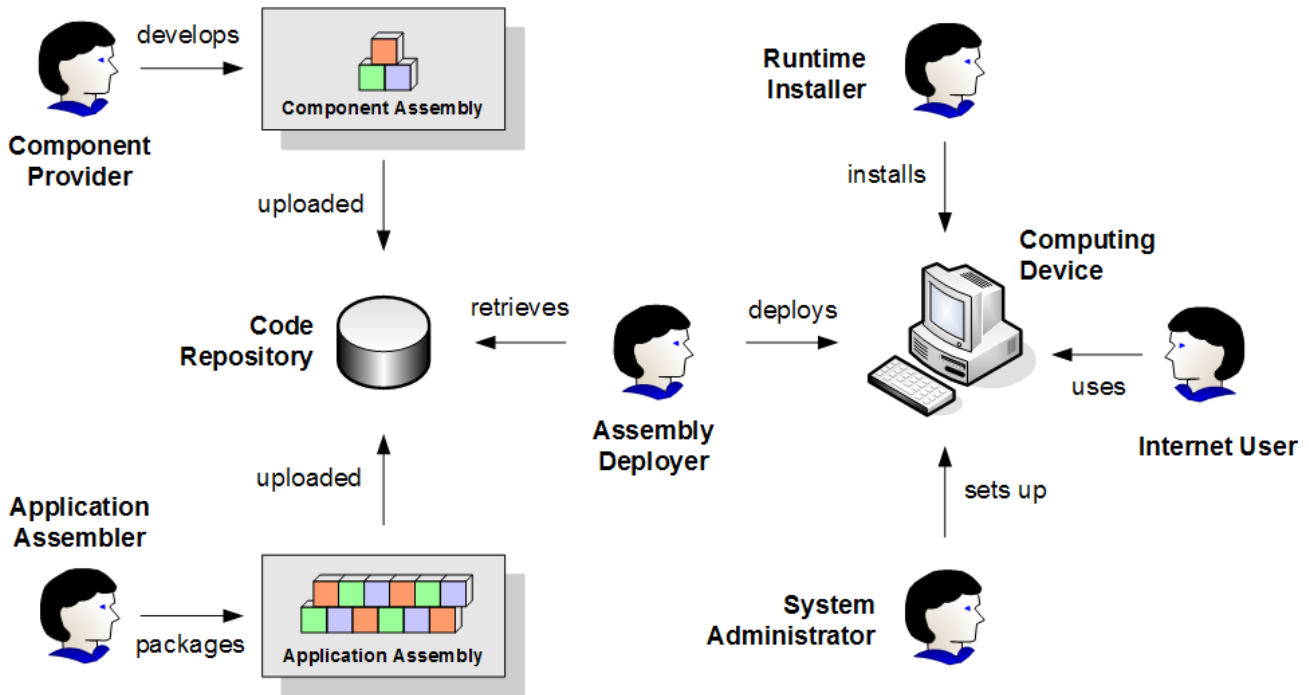 develops
Component Assembly
Component
Provider
uploaded
Runtime
Installer
installs
Computing
Device
Code
Repository
retrieves
Assembly
Deployer
deploys
uses
Internet User
uploaded
Application
Assembler
packages
Application Assembly
sets up
System
Administrator